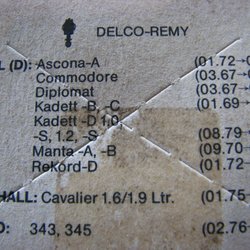 DELCO-REMY
L (D): Ascona-A (01.72→
Commodore (03.67→
Diplomat (03.67→
Kadett -B, -C (01.69
Kadett -D 1,0,
-S, 1.2, -S (08.79
Manta -A, -B (09.70
Rekord-D (01.72
HALL: Cavalier 1.6/1.9 Ltr. (01.75
O: 343, 345 (02.76